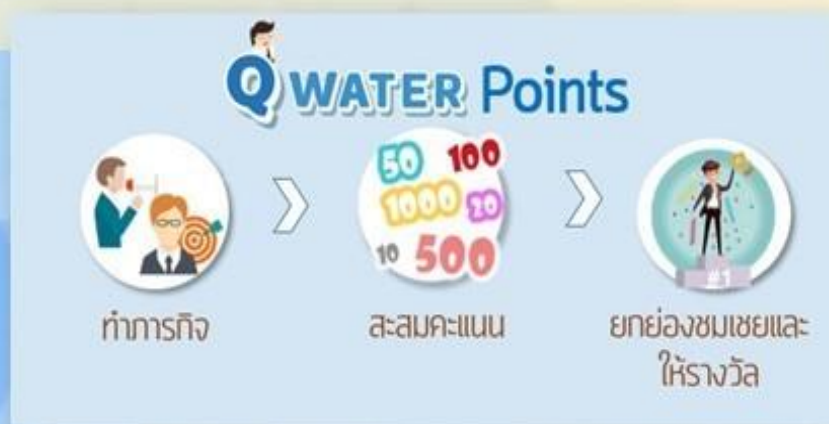 Q WATER Points
50 100
1000 20
10 500
#1
ทำภารกิจ
สะสมคะแนน
ยกย่องชมเชยและ
ให้รางวัล